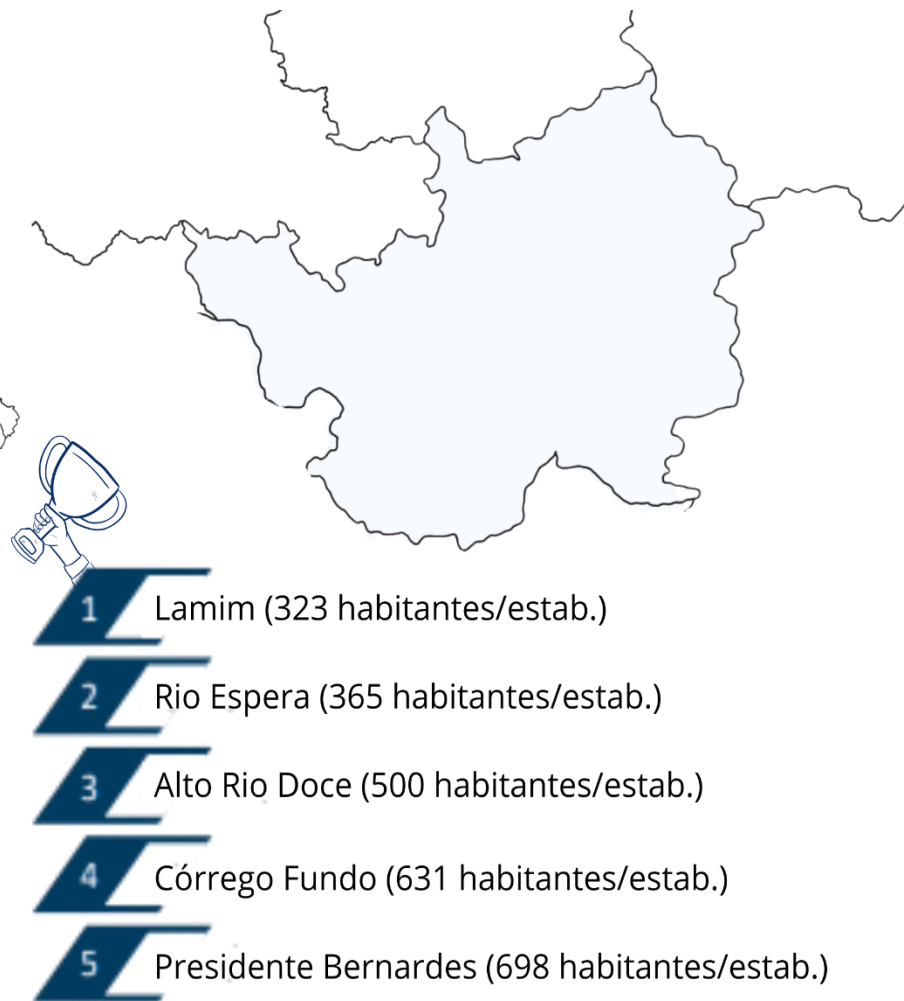 1 Lamim (323 habitantes/estab.)
2 Rio Espera (365 habitantes/estab.)
3 Alto Rio Doce (500 habitantes/estab.)
4 Córrego Fundo (631 habitantes/estab.)
5 Presidente Bernardes (698 habitantes/estab.)